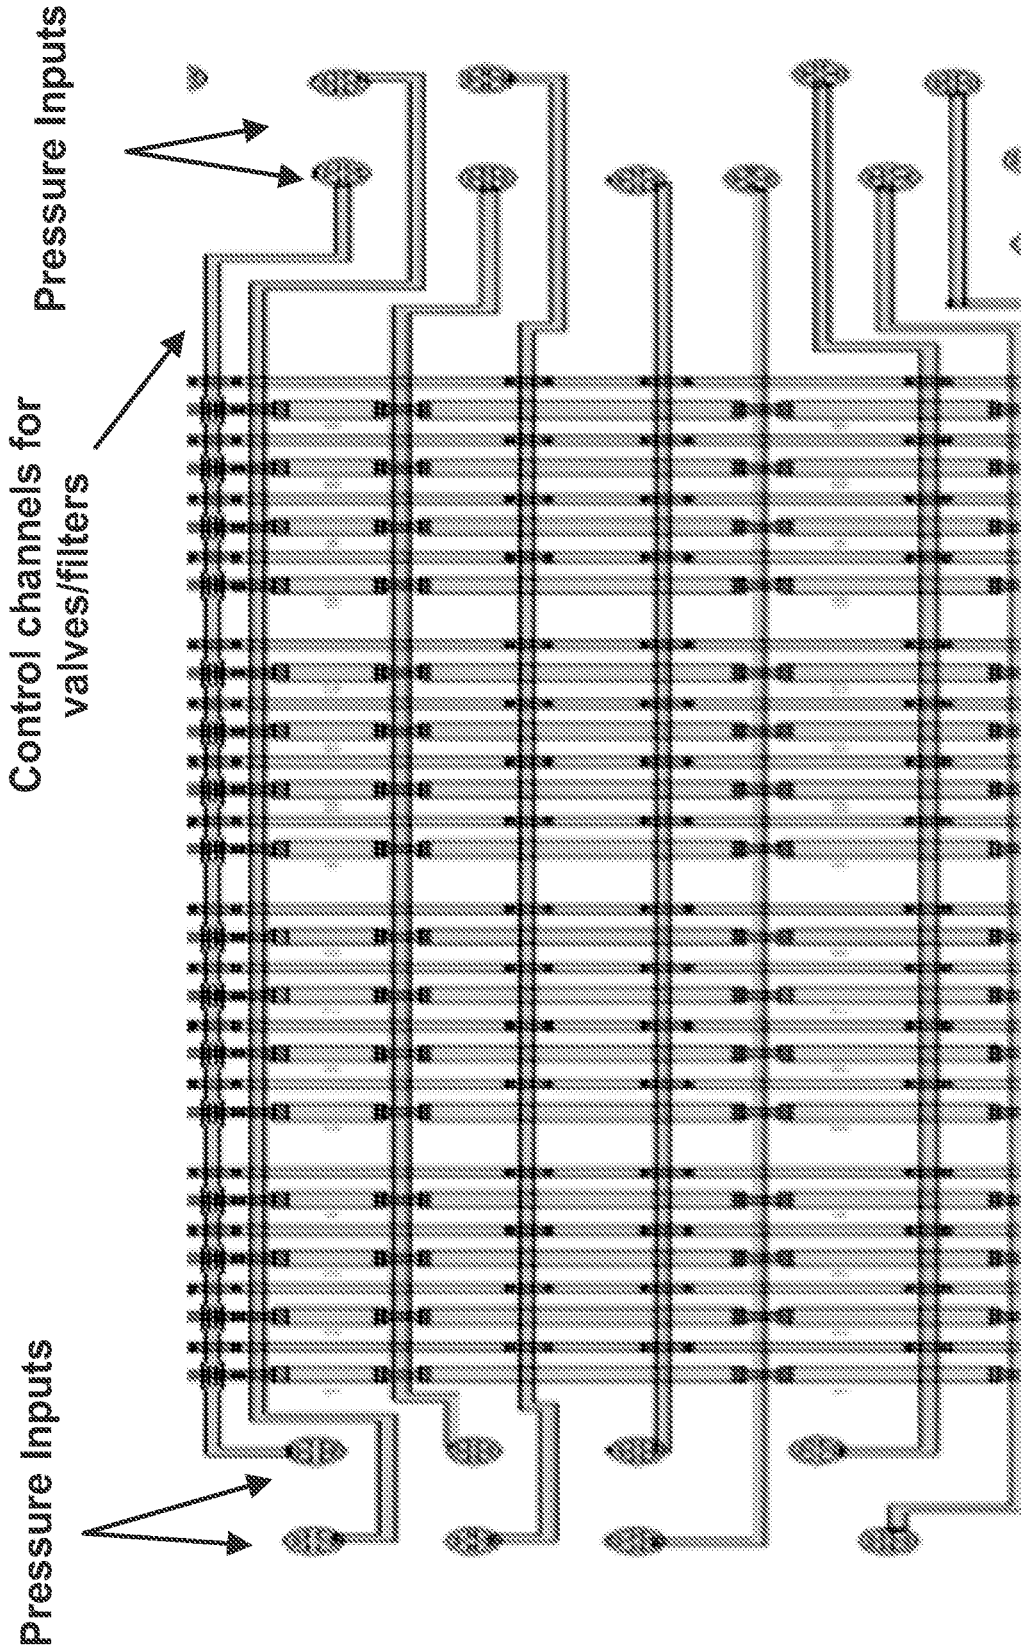 Pressure Inputs
Control channels for
valves/filters
Pressure Inputs